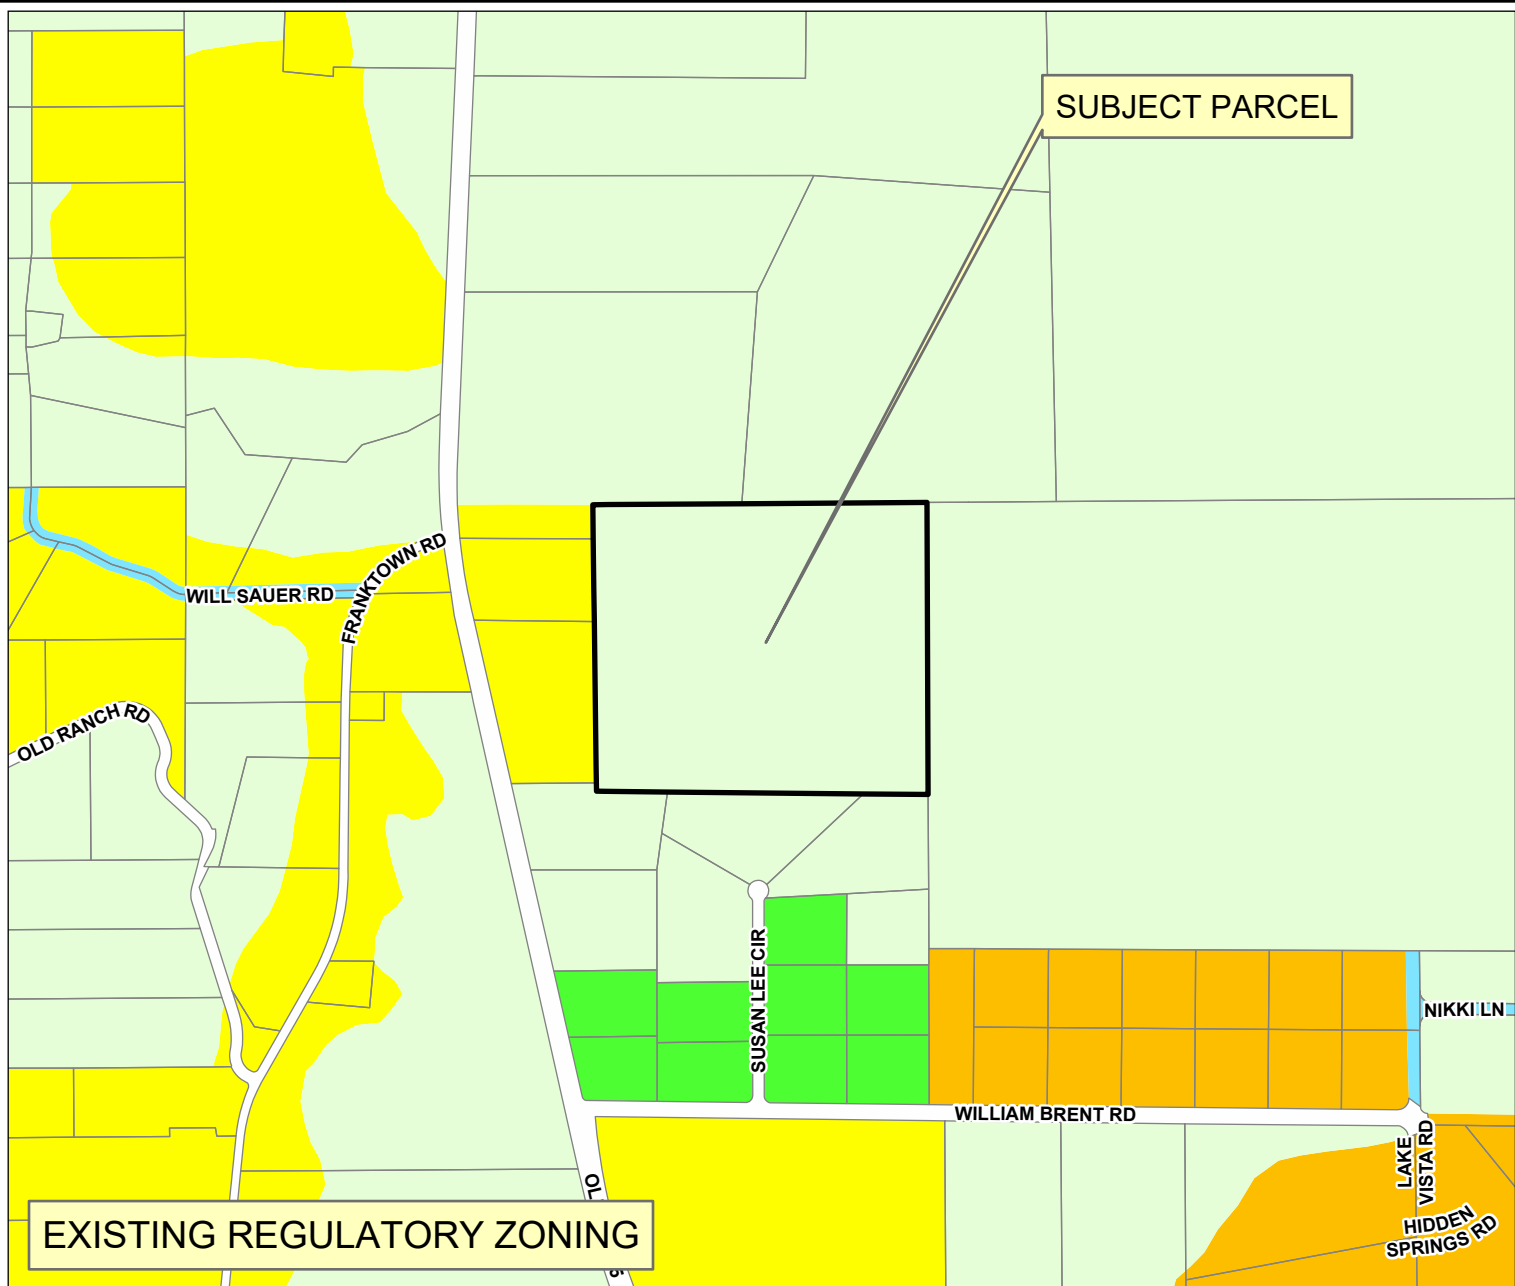 SUBJECT PARCEL
FRANKTOWN RD
WILL SAUER RD
OLD RANCH RD
SUSAN LEE CIR
NIKKI LN
WILLIAM BRENT RD
LAKE
VISTA RD
HIDDEN
SPRINGS RD
EXISTING REGULATORY ZONING